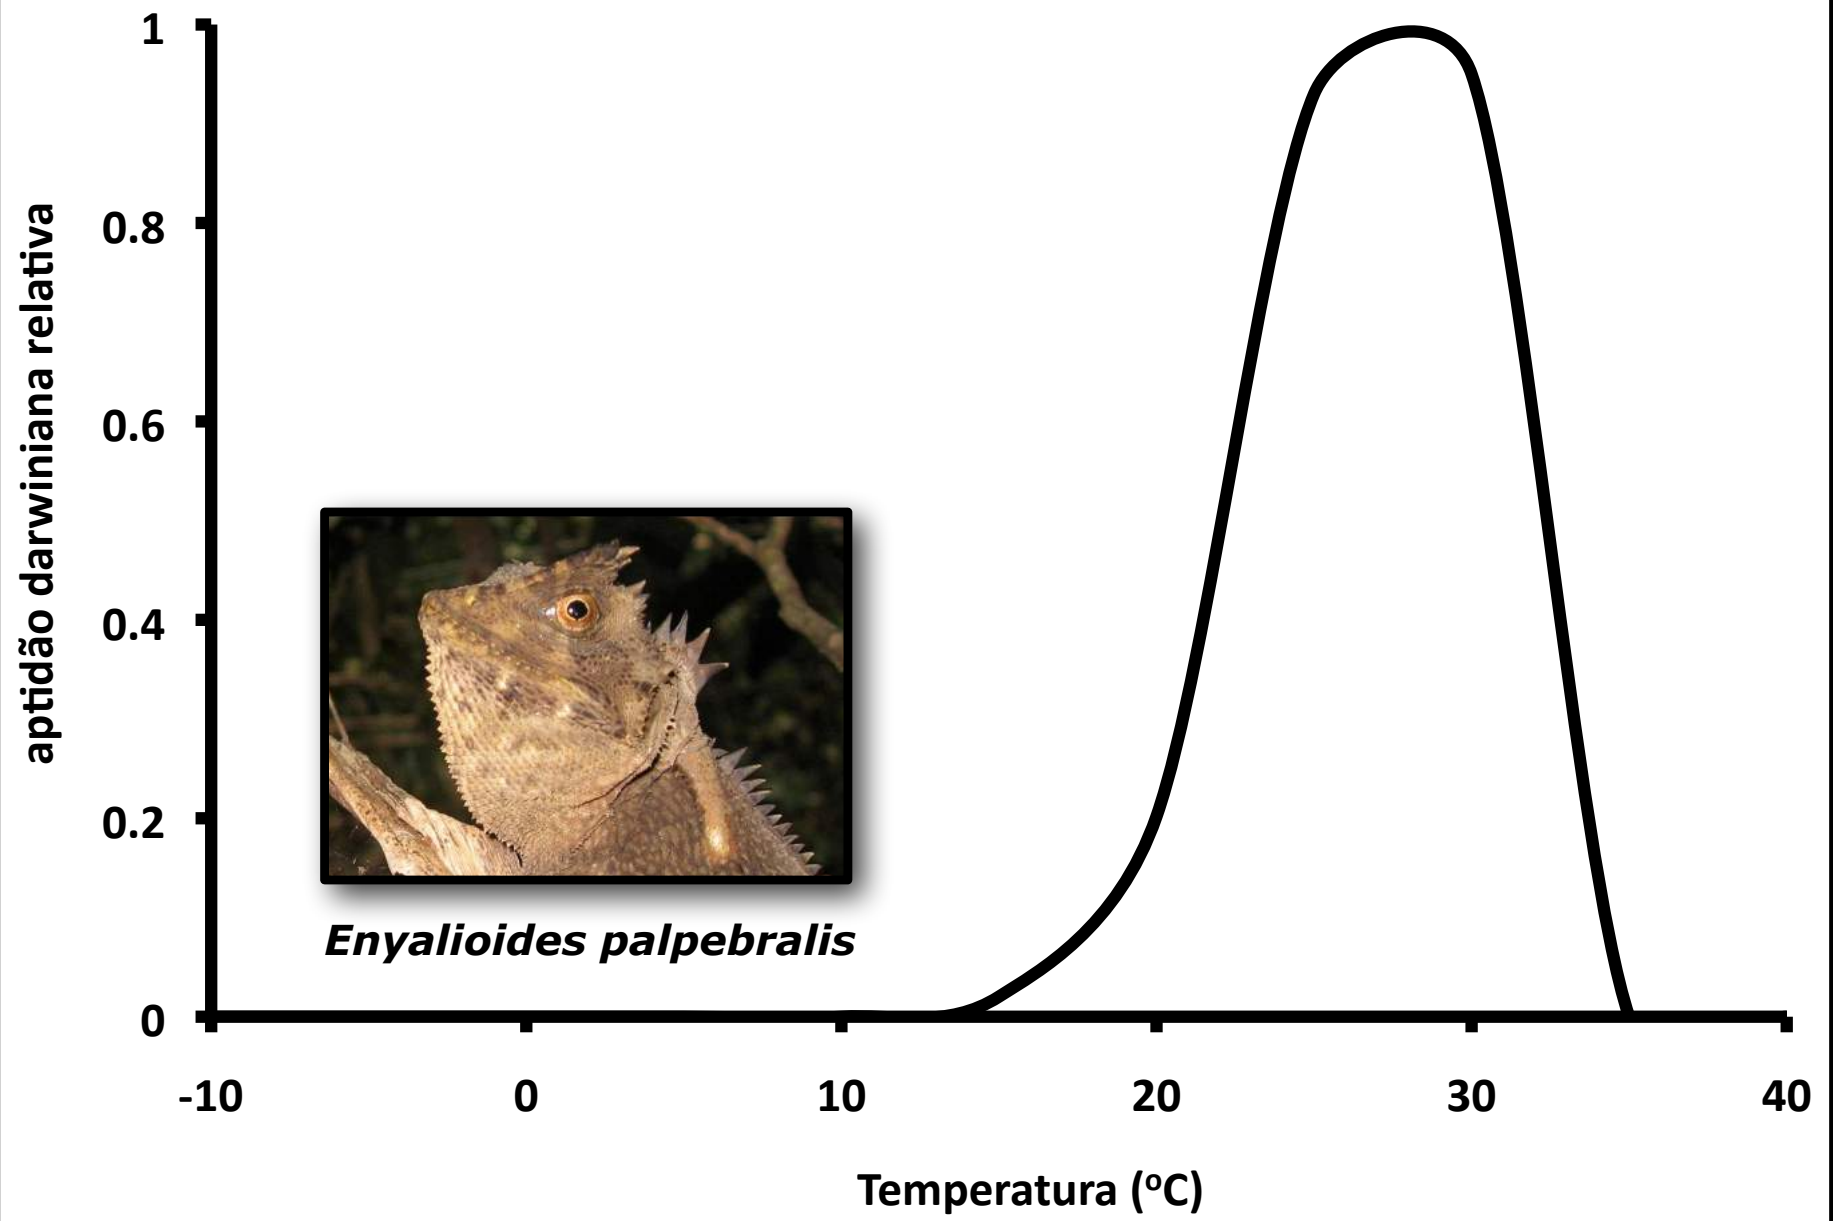 aptidão darwiniana relativa
1
0.8
0.6
0.4
0.2
0
Enyalioides palpebralis
-10 0 10 20 30 40
Temperatura (ºC)